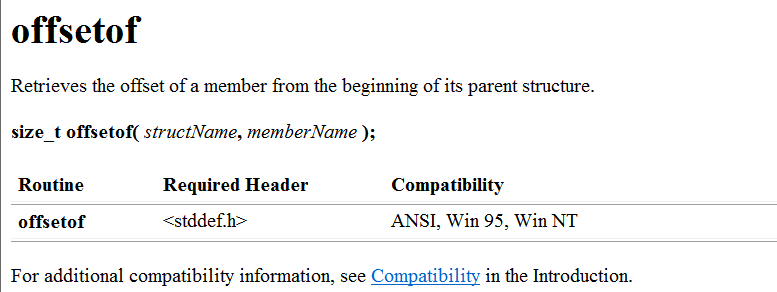 offsetof
Retrieves the offset of a member from the beginning of its parent structure.
size_t offsetof( structName, memberName );
Routine Required Header Compatibility
offsetof <stddef.h> ANSI, Win 95, Win NT
For additional compatibility information, see Compatibility in the Introduction.